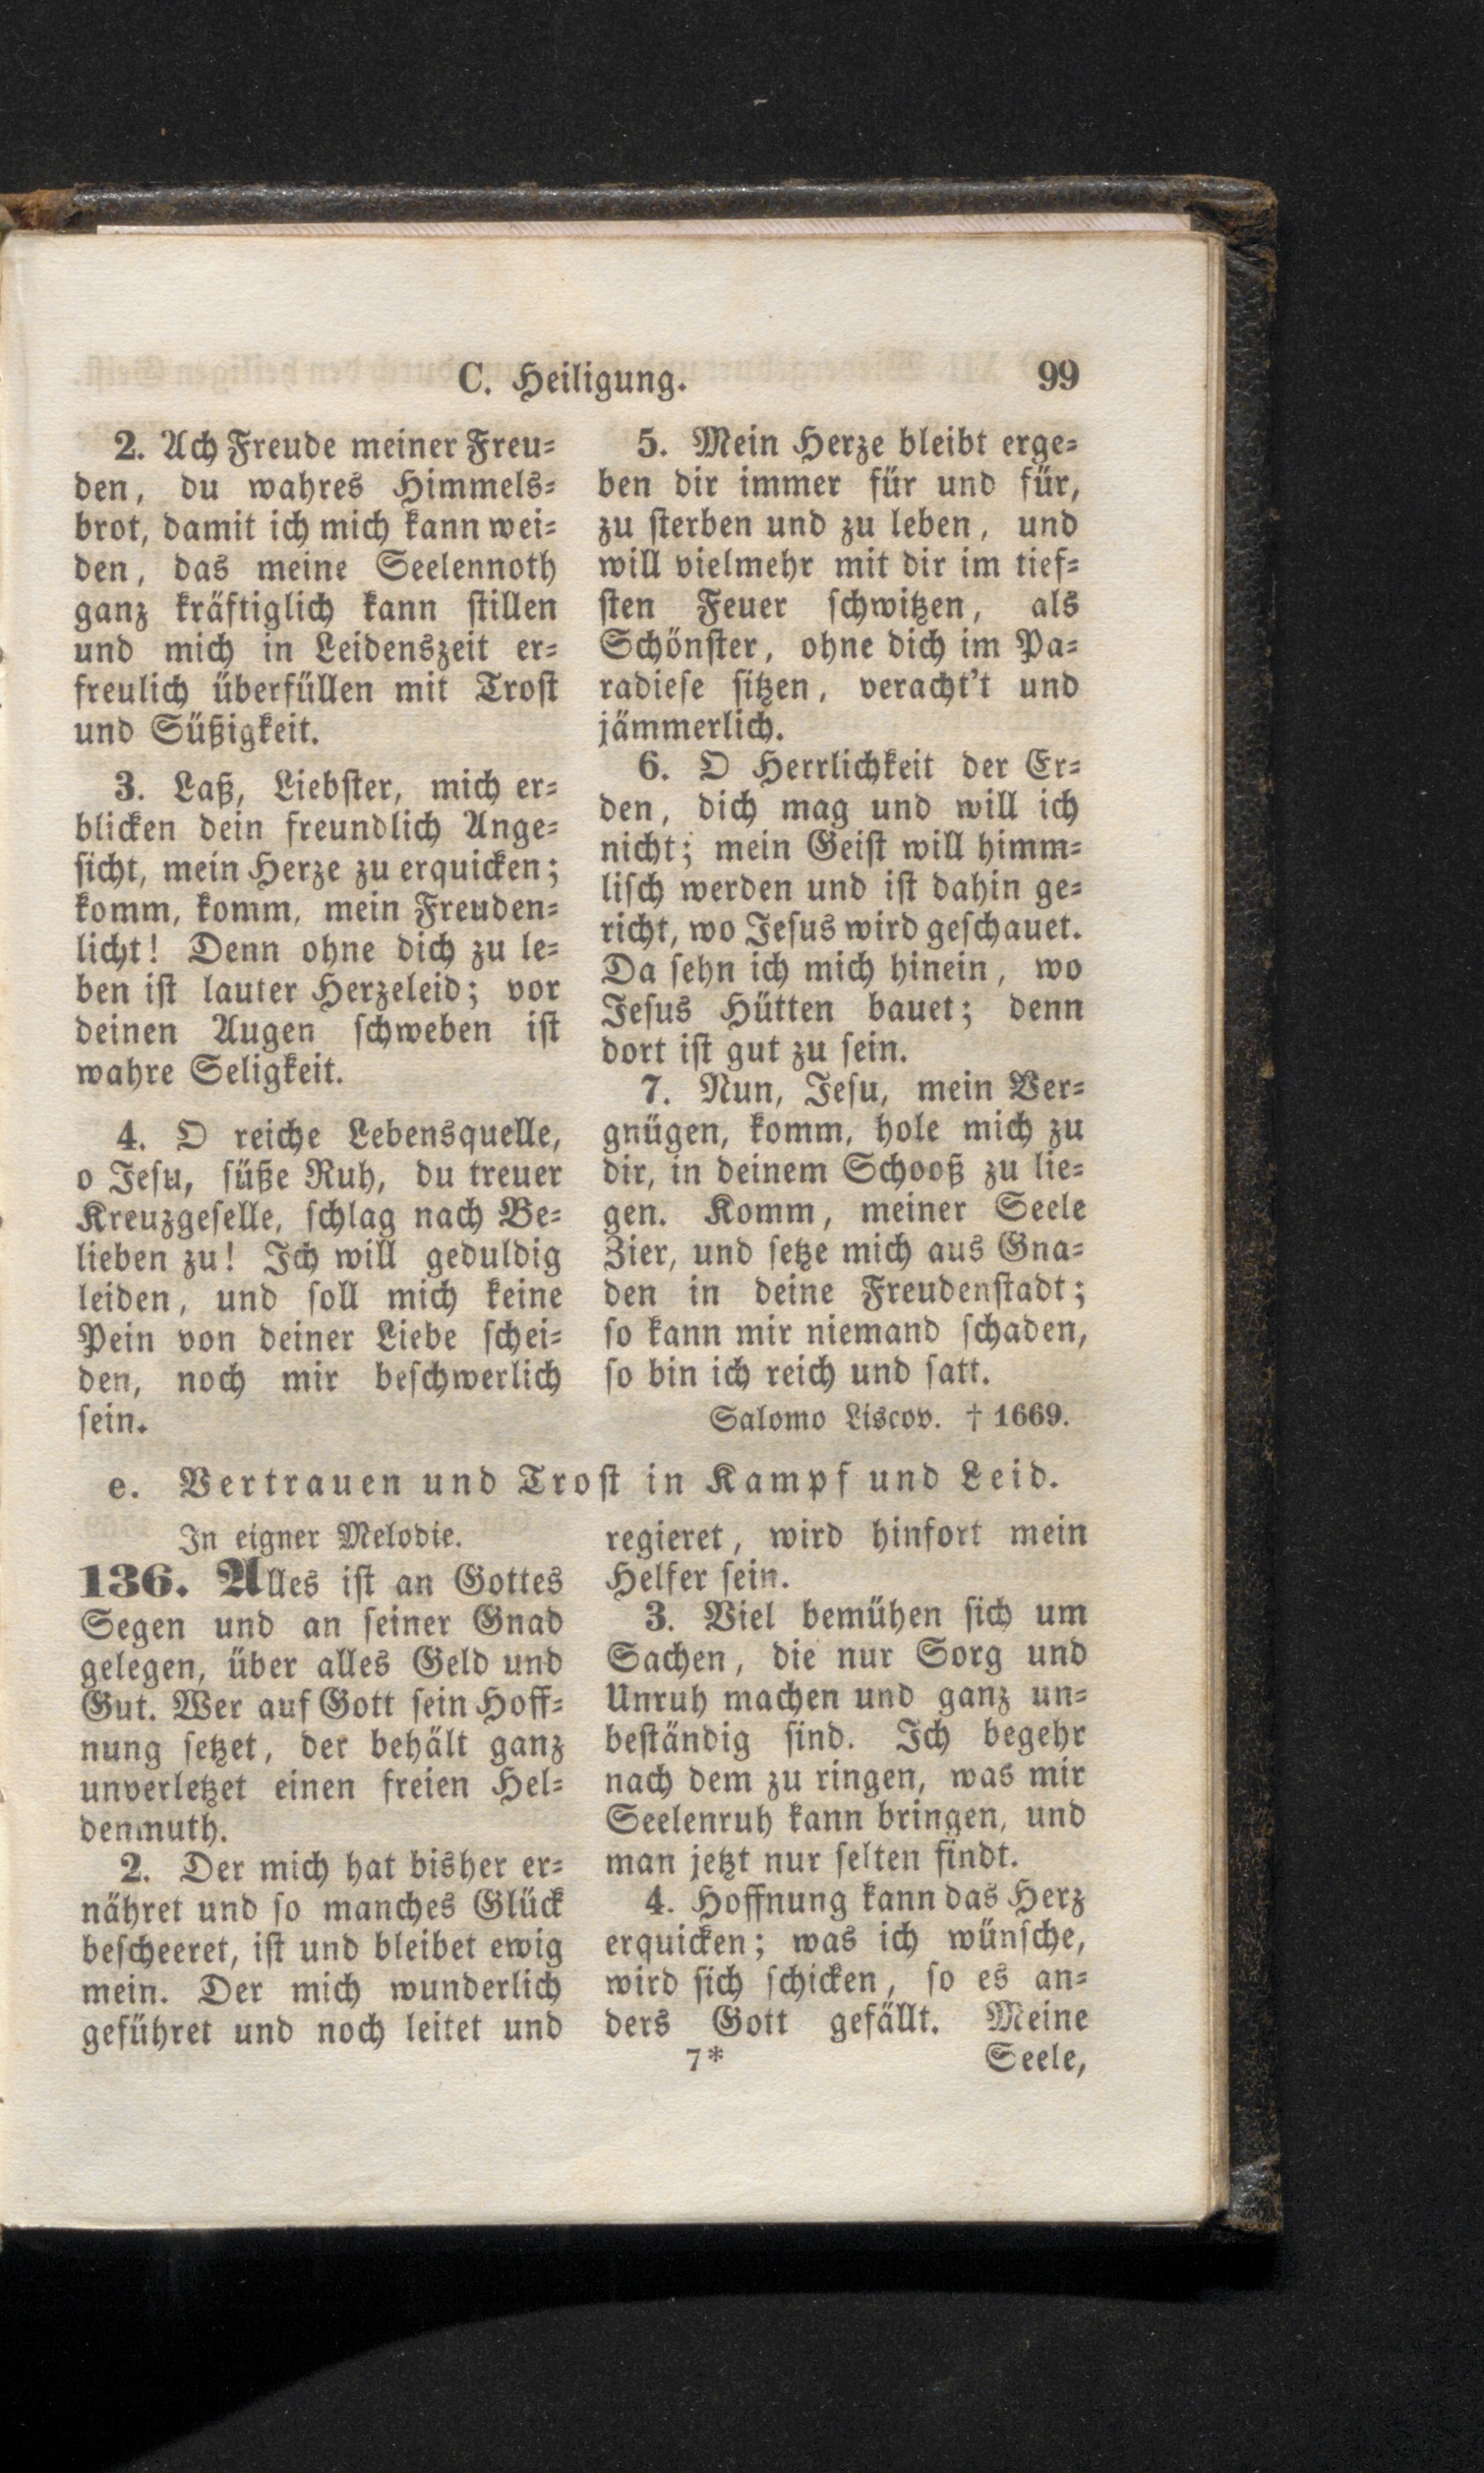 C. Heiligung. 99
2. Ach Freude meiner Freu-
den, du wahres Himmels-
brot, damit ich mich kann wei-
den, das meine Seelennoth
ganz kräftiglich kann stillen
und mich in Leidenszeit er-
freulich überfüllen mit Trost
und Süßigkeit.
3. Laß, Liebster, mich er-
blicken dein freundlich Ange-
sicht, mein Herze zu erquicken;
komm, komm, mein Freuden-
licht! Denn ohne dich zu le-
ben ist lauter Herzeleid; vor
deinen Augen schweben ist
wahre Seligkeit.
4. O reiche Lebensquelle,
o Jesu, süße Ruh, du treuer
Kreuzgeselle, schlag nach Be-
lieben zu! Ich will geduldig
leiden, und soll mich keine
Pein von deiner Liebe schei-
den, noch mir beschwerlich
sein.
5. Mein Herze bleibt erge-
ben dir immer für und für,
zu sterben und zu leben, und
will vielmehr mit dir im tief-
sten Feuer schwitzen, als
Schönster, ohne dich im Pa-
radiese sitzen, veracht't und
jämmerlich.
6. O Herrlichkeit der Er-
den, dich mag und will ich
nicht; mein Geist will himm-
lisch werden und ist dahin ge-
richt, wo Jesus wird geschauet.
Da sehn ich mich hinein, wo
Jesus Hütten bauet; denn
dort ist gut zu sein.
7. Nun, Jesu, mein Ver-
gnügen, komm, hole mich zu
dir, in deinem Schooß zu lie-
gen. Komm, meiner Seele
Zier, und setze mich aus Gna-
den in deine Freudenstadt;
so kann mir niemand schaden,
so bin ich reich und satt.
Salomo Liscov. † 1669.
e. Vertrauen und Trost in Kampf und Leid.
In eigner Melodie.
136. Alles ist an Gottes
Segen und an seiner Gnad
gelegen, über alles Geld und
Gut. Wer auf Gott sein Hoff-
nung setzet, der behält ganz
unverletzet einen freien Hel-
denmuth.
2. Der mich hat bisher er-
nähret und so manches Glück
bescheeret, ist und bleibet ewig
mein. Der mich wunderlich
geführet und noch leitet und
regieret, wird hinfort mein
Helfer sein.
3. Viel bemühen sich um
Sachen, die nur Sorg und
Unruh machen und ganz un-
beständig sind. Ich begehr
nach dem zu ringen, was mir
Seelenruh kann bringen, und
man jetzt nur selten findt.
4. Hoffnung kann das Herz
erquicken; was ich wünsche,
wird sich schicken, so es an-
ders Gott gefällt. Meine
7* Seele,